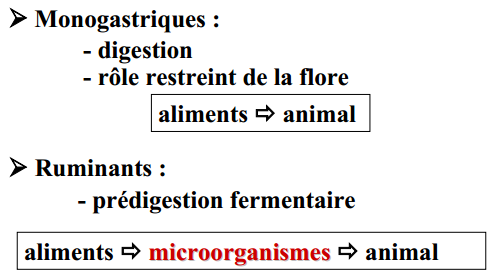 ➢ Monogastriques :
- digestion
- rôle restreint de la flore
aliments ⇨ animal
➢ Ruminants :
- prédigestion fermentaire
aliments ⇨ microorganismes ⇨ animal